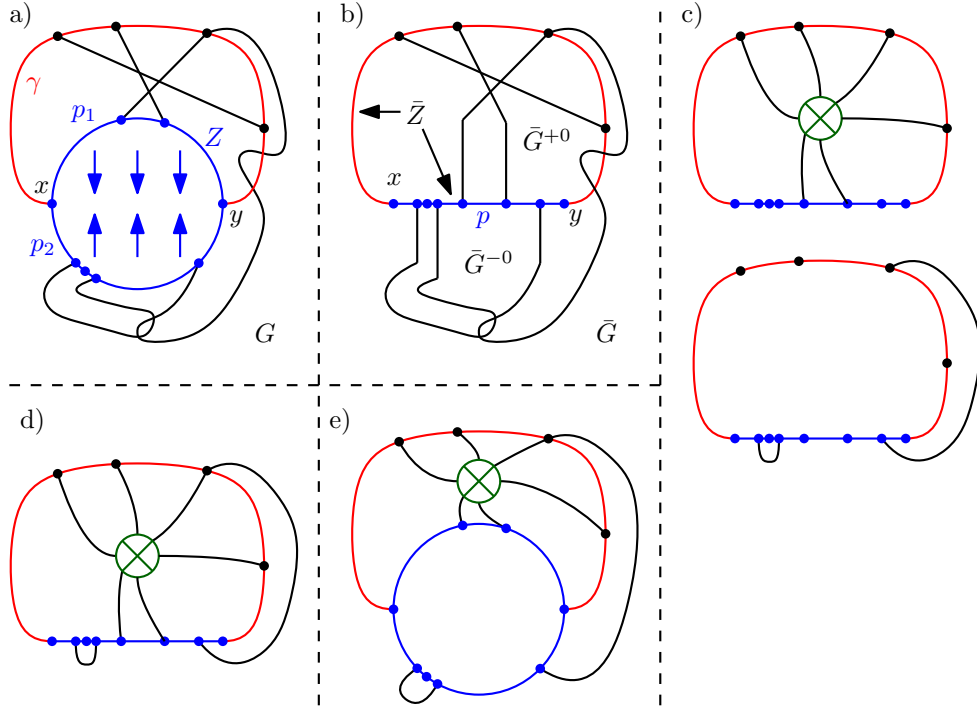 a)
γ
p₁
Z
x
y
p₂
G
b)
Z̄
Ḡ⁺⁰
x
p
y
Ḡ⁻⁰
Ḡ
c)
d)
e)